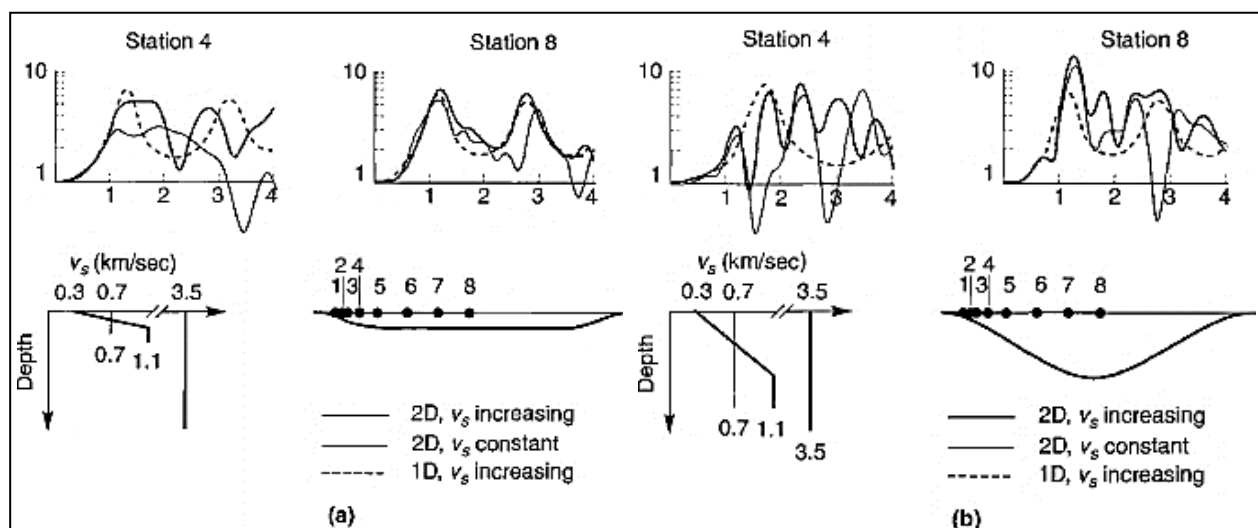 Station 4
Station 8
Station 4
Station 8
10
1
1 2 3 4
10
1
1 2 3 4
10
1
1 2 3 4
10
1
1 2 3 4
vs (km/sec)
0.3 0.7 3.5
0.7 1.1
Depth
2 4
1 3 5 6 7 8
2D, vs increasing
2D, vs constant
1D, vs increasing
(a)
vs (km/sec)
0.3 0.7 3.5
0.7 1.1
3.5
Depth
2
4
1 3 5 6 7 8
2D, vs increasing
2D, vs constant
1D, vs increasing
(b)